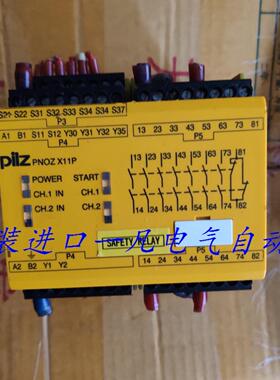 S21 S22 S31 S32 S33 S34 S37
P3
A1 B1 S11 S12 Y30 Y32 Y35
P4
13 23 33 43 53 63 73 81
P5
pilz
PNOZ X11P
POWER START
CH.1 IN CH.1
CH.2 IN CH.2
13 23 33 43 53 63 73 81
14 24 34 44 54 64 74 82
装进口一凡电气自动
SAFETY RELAY
P4
A2 B2 Y1 Y2
P5
14 24 34 44 54 64 74 82